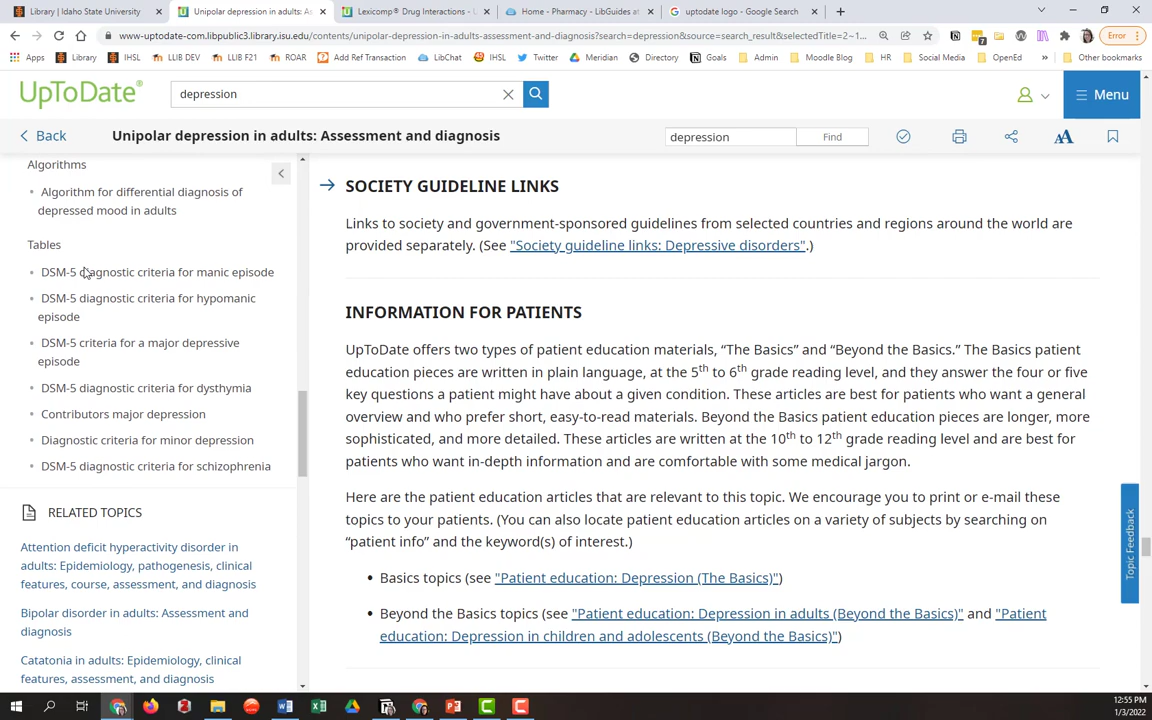 Library | Idaho State University
Unipolar depression in adults: As
Lexicomp® Drug Interactions - U
Home - Pharmacy - LibGuides at
uptodate logo - Google Search
www-uptodate-com.libpublic3.library.isu.edu/contents/unipolar-depression-in-adults-assessment-and-diagnosis?search=depression&source=search_result&selectedTitle=2~1...
Error
Apps
Library
IHSL
LLIB DEV
LLIB F21
ROAR
Add Ref Transaction
LibChat
IHSL
Twitter
Meridian
Directory
Goals
Admin
Moodle Blog
HR
Social Media
OpenEd
»
Other bookmarks
UpToDate®
depression
Menu
Back
Unipolar depression in adults: Assessment and diagnosis
depression
Find
AA
Algorithms
• Algorithm for differential diagnosis of
depressed mood in adults
Tables
• DSM-5 diagnostic criteria for manic episode
• DSM-5 diagnostic criteria for hypomanic
episode
• DSM-5 criteria for a major depressive
episode
• DSM-5 diagnostic criteria for dysthymia
• Contributors major depression
• Diagnostic criteria for minor depression
• DSM-5 diagnostic criteria for schizophrenia
RELATED TOPICS
Attention deficit hyperactivity disorder in
adults: Epidemiology, pathogenesis, clinical
features, course, assessment, and diagnosis
Bipolar disorder in adults: Assessment and
diagnosis
Catatonia in adults: Epidemiology, clinical
features, assessment, and diagnosis
SOCIETY GUIDELINE LINKS
Links to society and government-sponsored guidelines from selected countries and regions around the world are
provided separately. (See "Society guideline links: Depressive disorders".)
INFORMATION FOR PATIENTS
UpToDate offers two types of patient education materials, “The Basics” and “Beyond the Basics.” The Basics patient
education pieces are written in plain language, at the 5th to 6th grade reading level, and they answer the four or five
key questions a patient might have about a given condition. These articles are best for patients who want a general
overview and who prefer short, easy-to-read materials. Beyond the Basics patient education pieces are longer, more
sophisticated, and more detailed. These articles are written at the 10th to 12th grade reading level and are best for
patients who want in-depth information and are comfortable with some medical jargon.
Here are the patient education articles that are relevant to this topic. We encourage you to print or e-mail these
topics to your patients. (You can also locate patient education articles on a variety of subjects by searching on
“patient info” and the keyword(s) of interest.)
• Basics topics (see "Patient education: Depression (The Basics)")
• Beyond the Basics topics (see "Patient education: Depression in adults (Beyond the Basics)" and "Patient
education: Depression in children and adolescents (Beyond the Basics)")
Topic Feedback
12:55 PM
1/3/2022